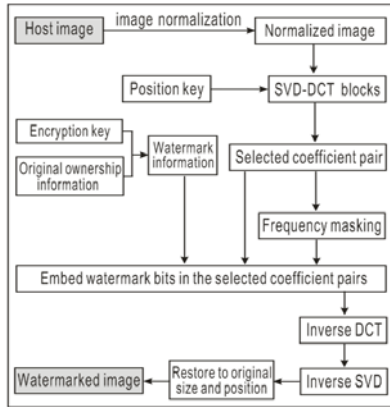 Host image
image normalization
Normalized image
Position key
SVD-DCT blocks
Encryption key
Original ownership
information
Watermark
information
Selected coefficient pair
Frequency masking
Embed watermark bits in the selected coefficient pairs
Inverse DCT
Watermarked image
Restore to original
size and position
Inverse SVD